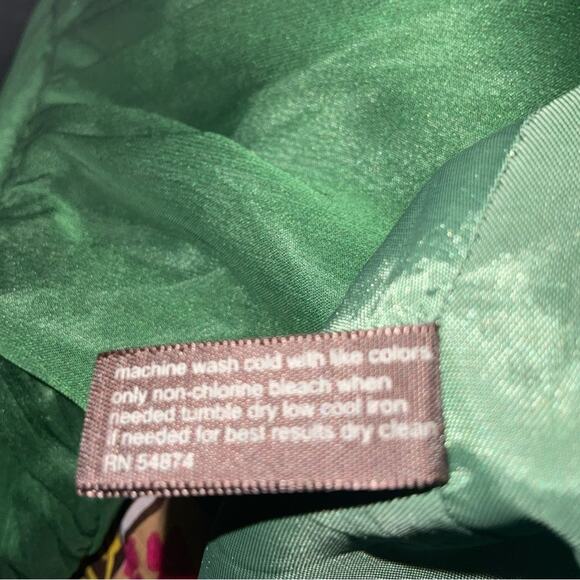 machine wash cold with like colors
only non-chlorine bleach when
needed tumble dry low cool iron
if needed for best results dry clean
RN 54874